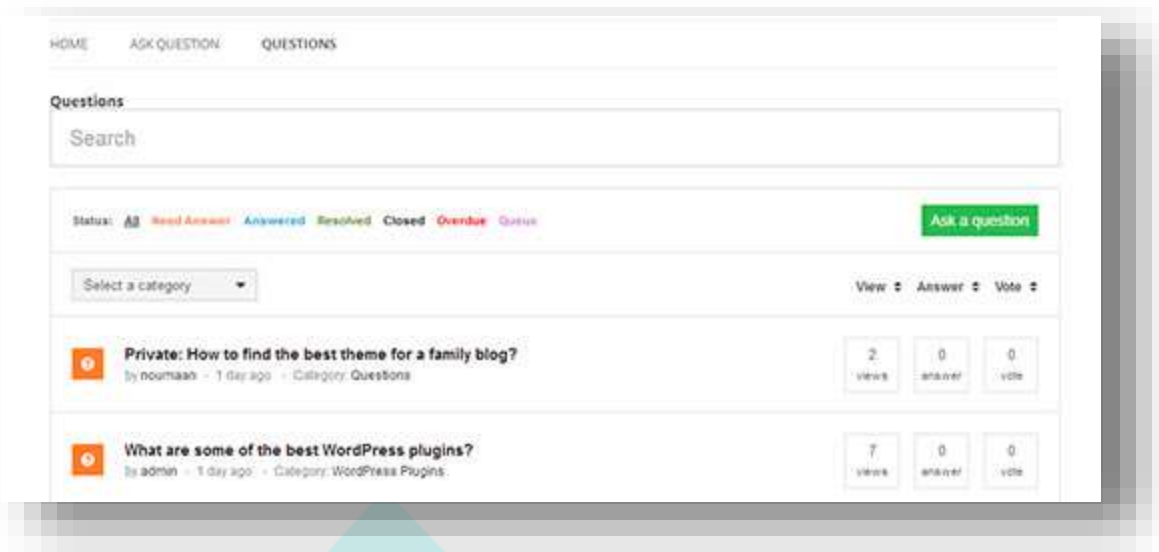 HOME ASK QUESTION QUESTIONS
Questions
Search
Status: All Need Answer Answered Resolved Closed Overdue Queue
Ask a question
Select a category
View Answer Vote
Private: How to find the best theme for a family blog?
by noumaan - 1 day ago - Category: Questions
2 views 0 answer 0 vote
What are some of the best WordPress plugins?
by admin - 1 day ago - Category: WordPress Plugins
7 views 0 answer 0 vote